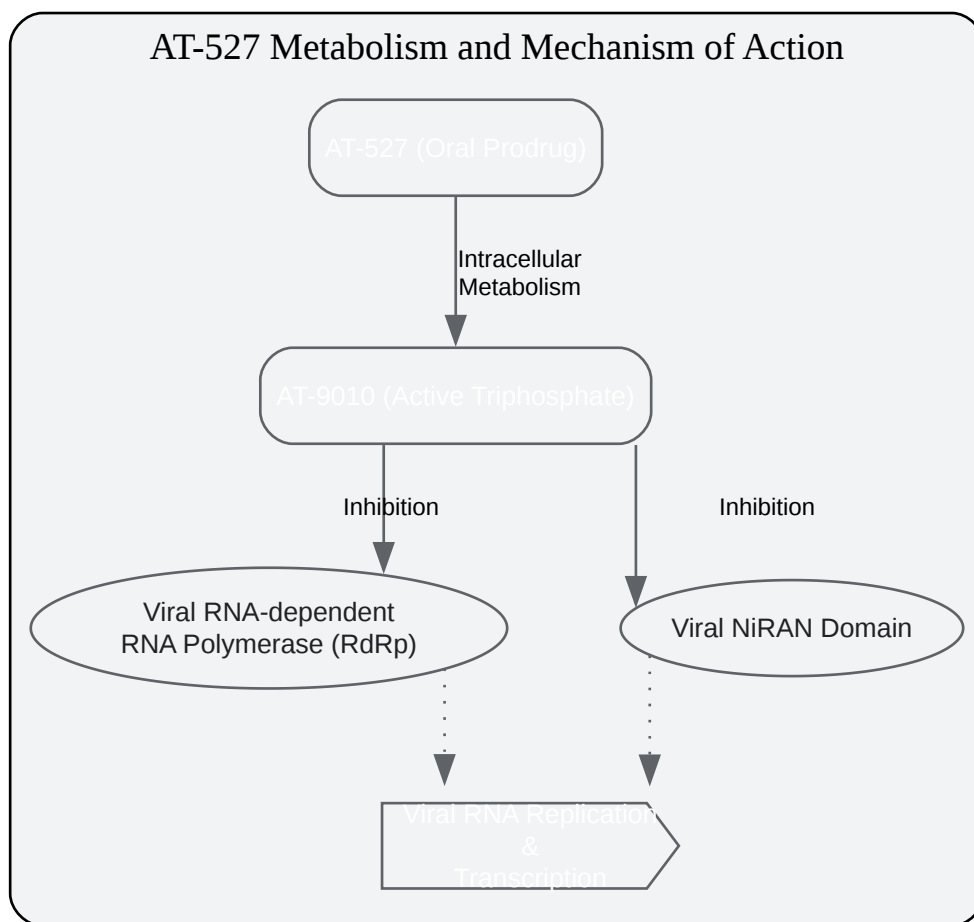 AT-527 Metabolism and Mechanism of Action
AT-527 (Oral Prodrug)
Intracellular
Metabolism
AT-9010 (Active Triphosphate)
Inhibition
Inhibition
Viral RNA-dependent
RNA Polymerase (RdRp)
Viral NiRAN Domain
Viral RNA Replication
&
Transcription